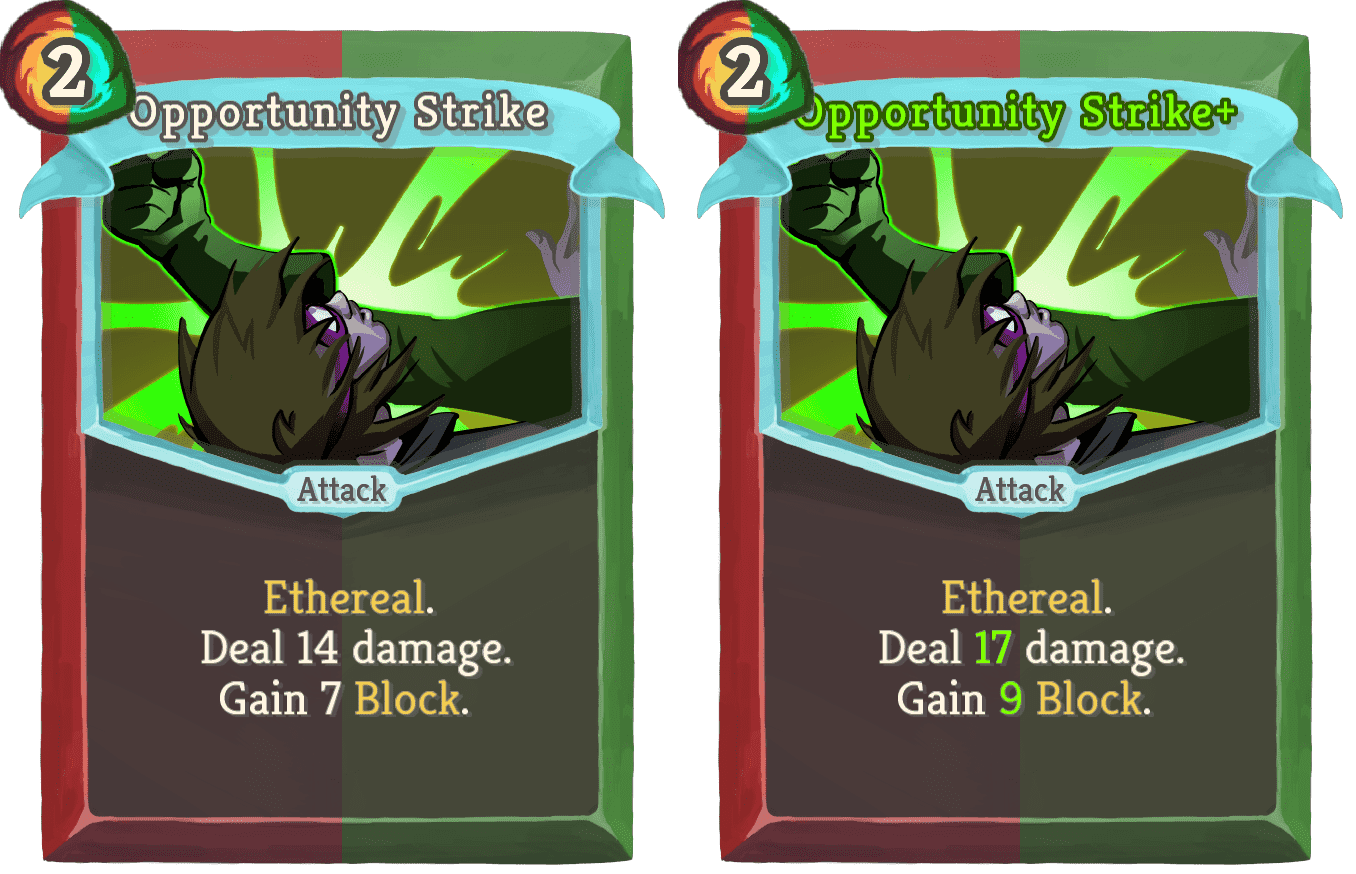 2
Opportunity Strike
Attack
Ethereal.
Deal 14 damage.
Gain 7 Block.
2
Opportunity Strike+
Attack
Ethereal.
Deal 17 damage.
Gain 9 Block.